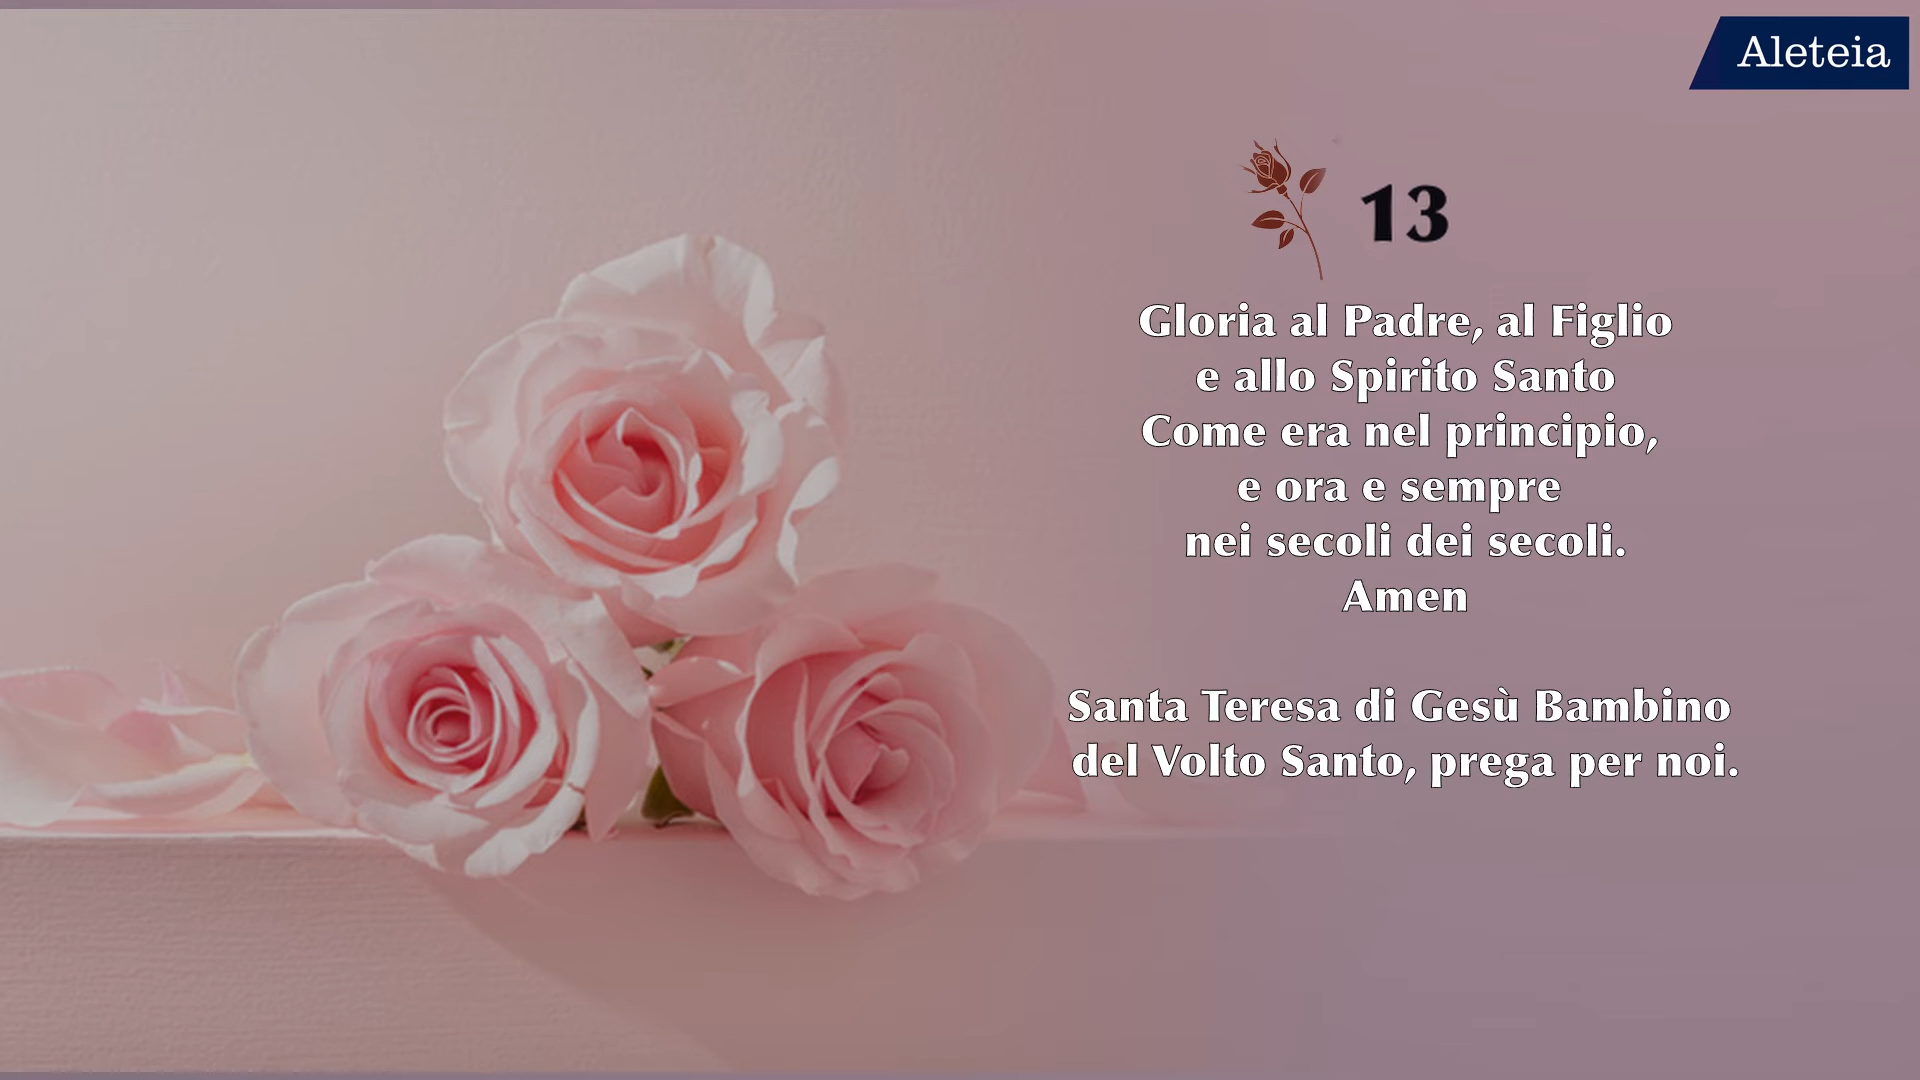 Aleteia
13
Gloria al Padre, al Figlio
e allo Spirito Santo
Come era nel principio,
e ora e sempre
nei secoli dei secoli.
Amen
Santa Teresa di Gesù Bambino
del Volto Santo, prega per noi.